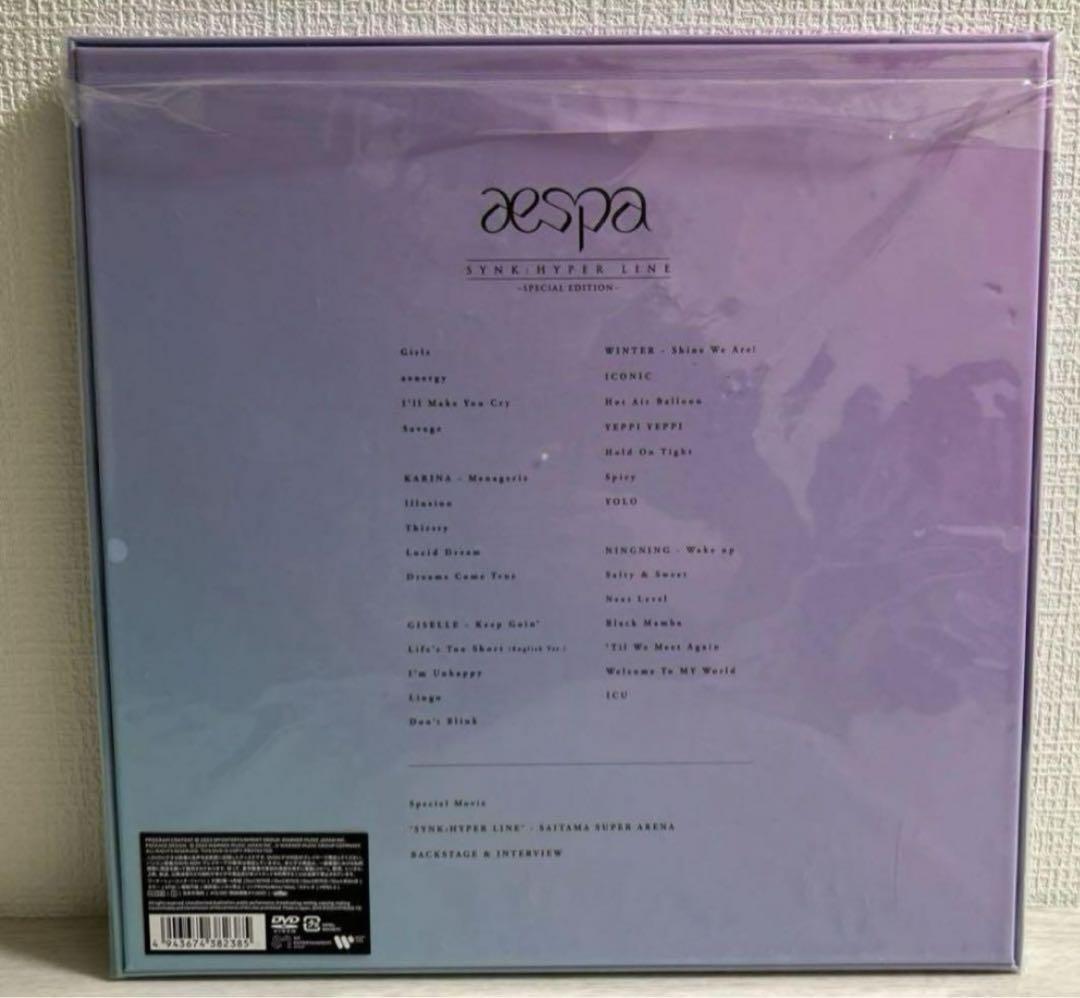 aespa
SYNK : HYPER LINE
-SPECIAL EDITION-
Girls
aenergy
I'll Make You Cry
Savage
KARINA - Menagerie
Illusion
Thirsty
Lucid Dream
Dreams Come True
GISELLE - Keep Goin'
Life's Too Short (English Ver.)
I'm Unhappy
Lingo
Don't Blink
WINTER - Shine We Are!
ICONIC
Hot Air Balloon
YEPPI YEPPI
Hold On Tight
Spicy
YOLO
NINGNING - Wake up
Salty & Sweet
Next Level
Black Mamba
'Til We Meet Again
Welcome To MY World
ICU
Special Movie
"SYNK : HYPER LINE" - SAITAMA SUPER ARENA
BACKSTAGE & INTERVIEW
4 943674 382385
DVD
VIDEO